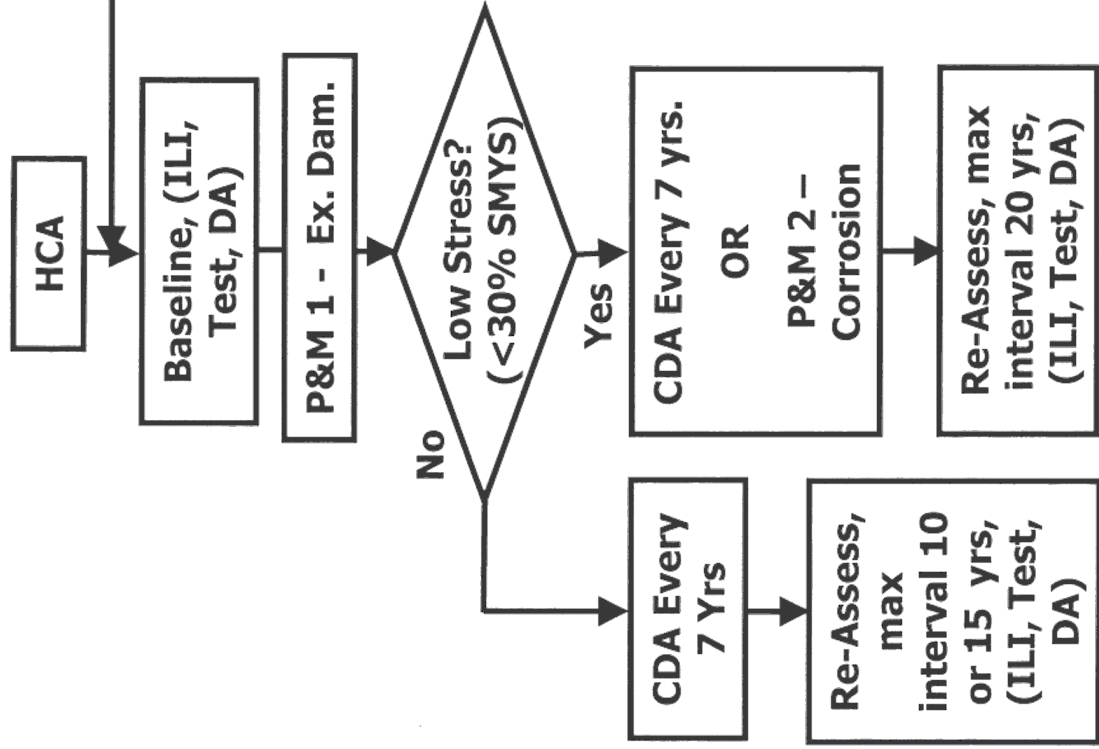 HCA
Baseline, (ILI,
Test, DA)
P&M 1 - Ex. Dam.
Low Stress?
(<30% SMYS)
No
Yes
CDA Every
7 Yrs
Re-Assess,
max
interval 10
or 15 yrs,
(ILI, Test,
DA)
CDA Every 7 yrs.
OR
P&M 2 –
Corrosion
Re-Assess, max
interval 20 yrs,
(ILI, Test, DA)